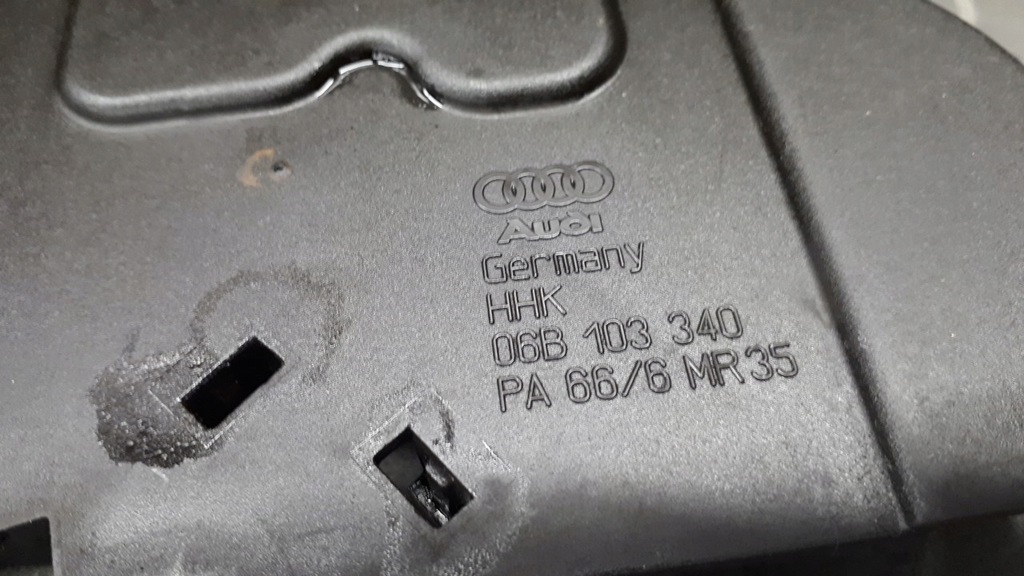 Audi
Germany
HHK
06B 103 340
PA 66/6 MR35